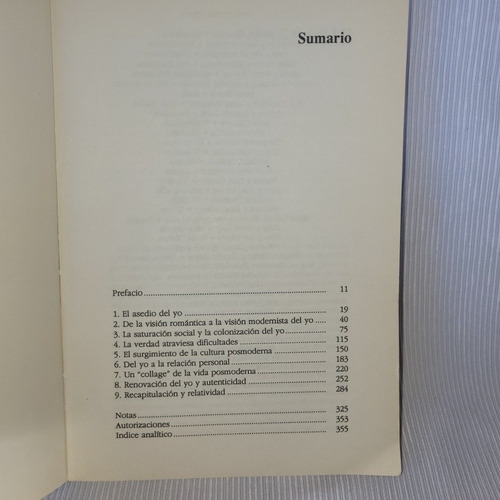 Sumario
Prefacio ........ 11
1. El asedio del yo ........ 19
2. De la visión romántica a la visión modernista del yo ..... 40
3. La saturación social y la colonización del yo ........ 75
4. La verdad atraviesa dificultades ........ 115
5. El surgimiento de la cultura posmoderna ........ 150
6. Del yo a la relación personal ........ 183
7. Un "collage" de la vida posmoderna ........ 220
8. Renovación del yo y autenticidad ........ 252
9. Recapitulación y relatividad ........ 284
Notas ........ 325
Autorizaciones ........ 353
Indice analítico ........ 355